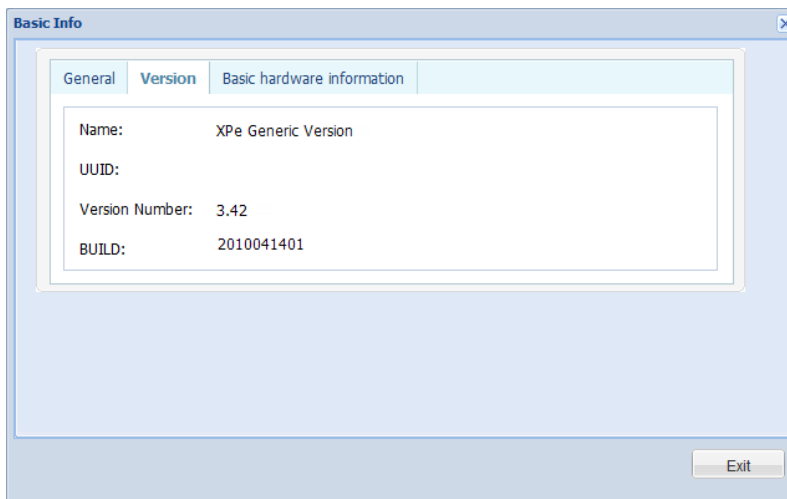 Basic Info
General Version Basic hardware information
Name: XPe Generic Version
UUID:
Version Number: 3.42
BUILD: 2010041401
Exit